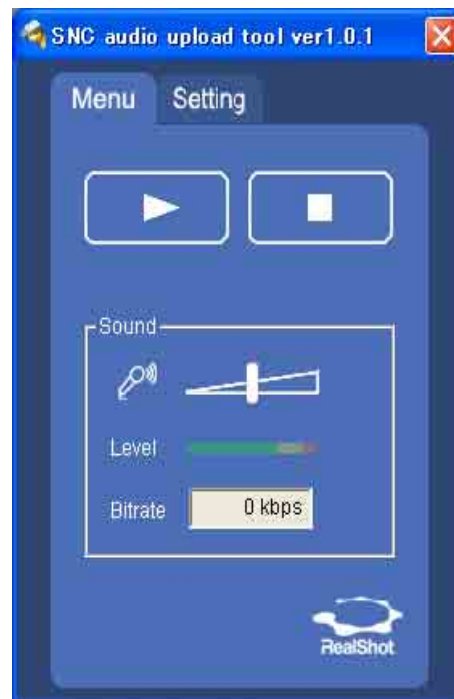 SNC audio upload tool ver1.0.1
Menu
Setting
Sound
Level
Bitrate 0 kbps
RealShot